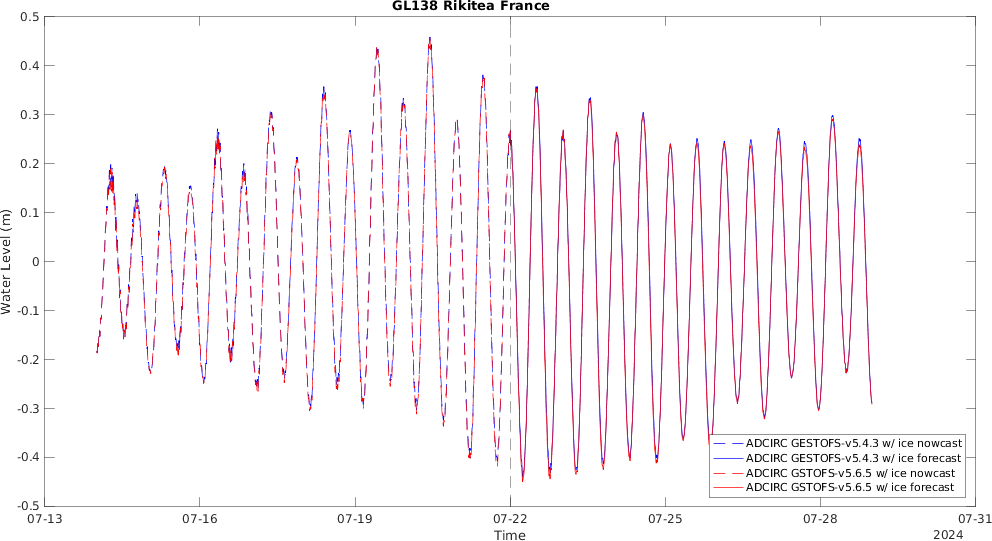 GL138 Rikitea France
0.5
0.4
0.3
0.2
0.1
0
-0.1
-0.2
-0.3
-0.4
-0.5
Water Level (m)
ADCIRC GESTOFS-v5.4.3 w/ ice nowcast
ADCIRC GESTOFS-v5.4.3 w/ ice forecast
ADCIRC GSTOFS-v5.6.5 w/ ice nowcast
ADCIRC GSTOFS-v5.6.5 w/ ice forecast
07-13 07-16 07-19 07-22 07-25 07-28 07-31
Time
2024